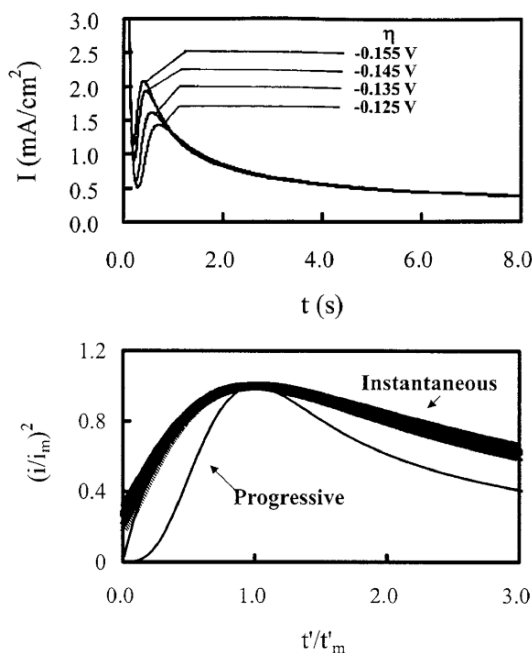 η
3.0
-0.155 V
2.5
-0.145 V
2.0
-0.135 V
1.5
-0.125 V
1.0
0.5
0.0
I (mA/cm²)
0.0 2.0 4.0 6.0 8.0
t (s)
1.2
Instantaneous
0.8
(i/iₘ)²
0.4
Progressive
0
0.0 1.0 2.0 3.0
t'/t'ₘ